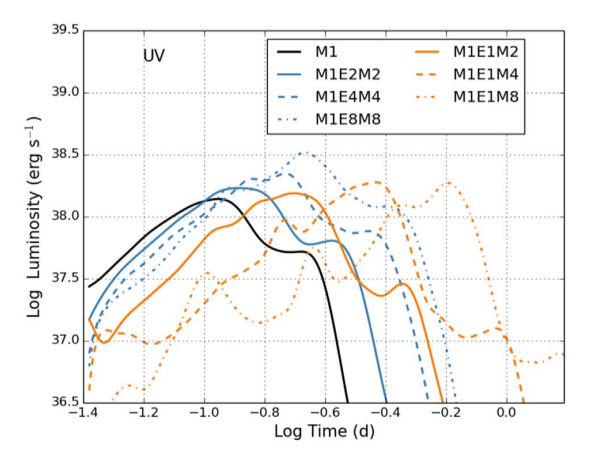 39.5
39.0
38.5
38.0
37.5
37.0
36.5
Log Luminosity (erg s⁻¹)
UV
M1
M1E2M2
M1E4M4
M1E8M8
M1E1M2
M1E1M4
M1E1M8
−1.4 −1.2 −1.0 −0.8 −0.6 −0.4 −0.2 0.0
Log Time (d)